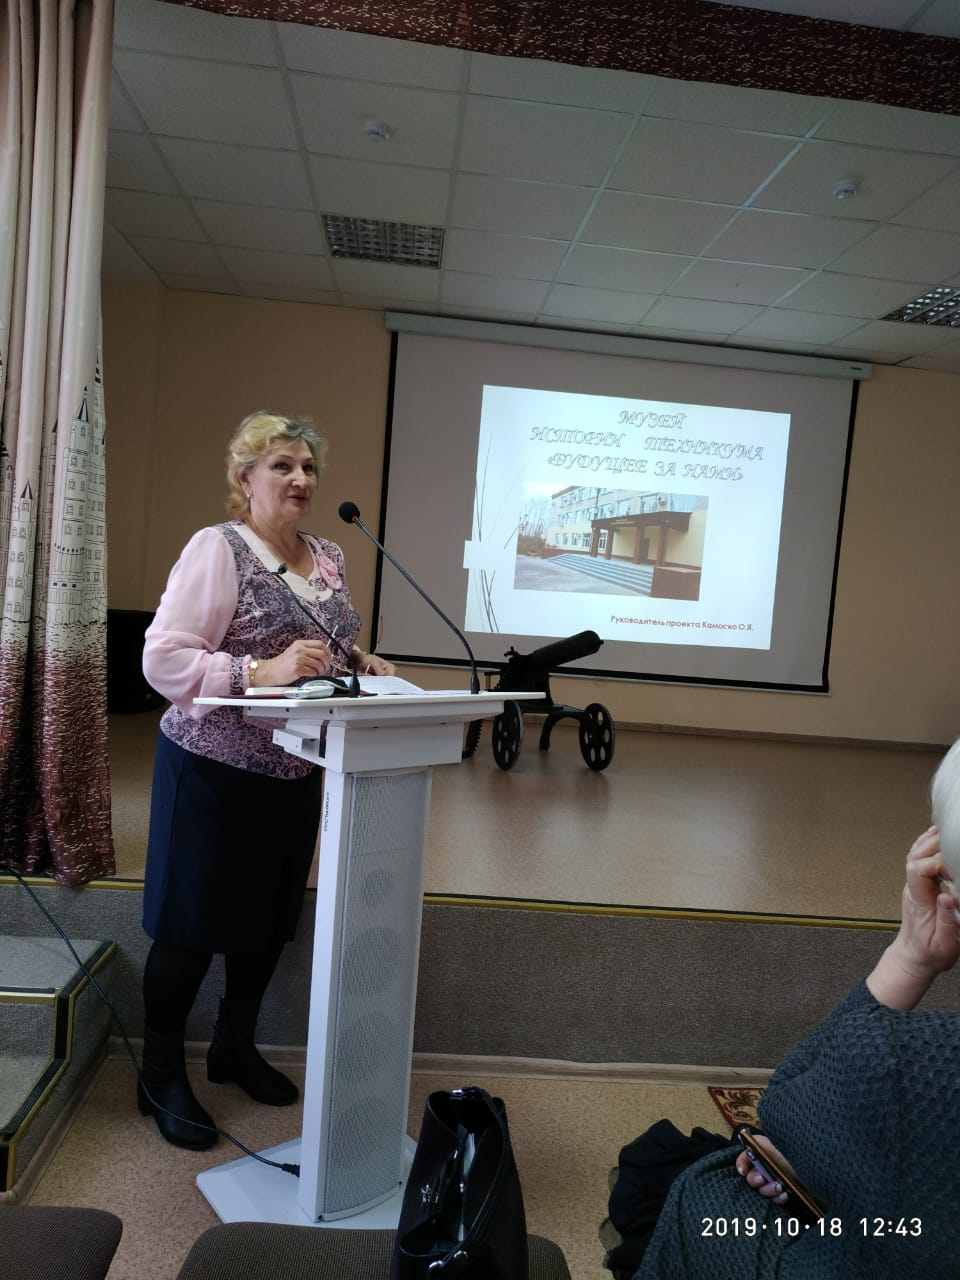 МУЗЕЙ
ИСТОРИИ ТЕХНИКУМА
«БУДУЩЕЕ ЗА НАМИ»
Руководитель проекта Камоско О.Я.
2019·10·18 12:43